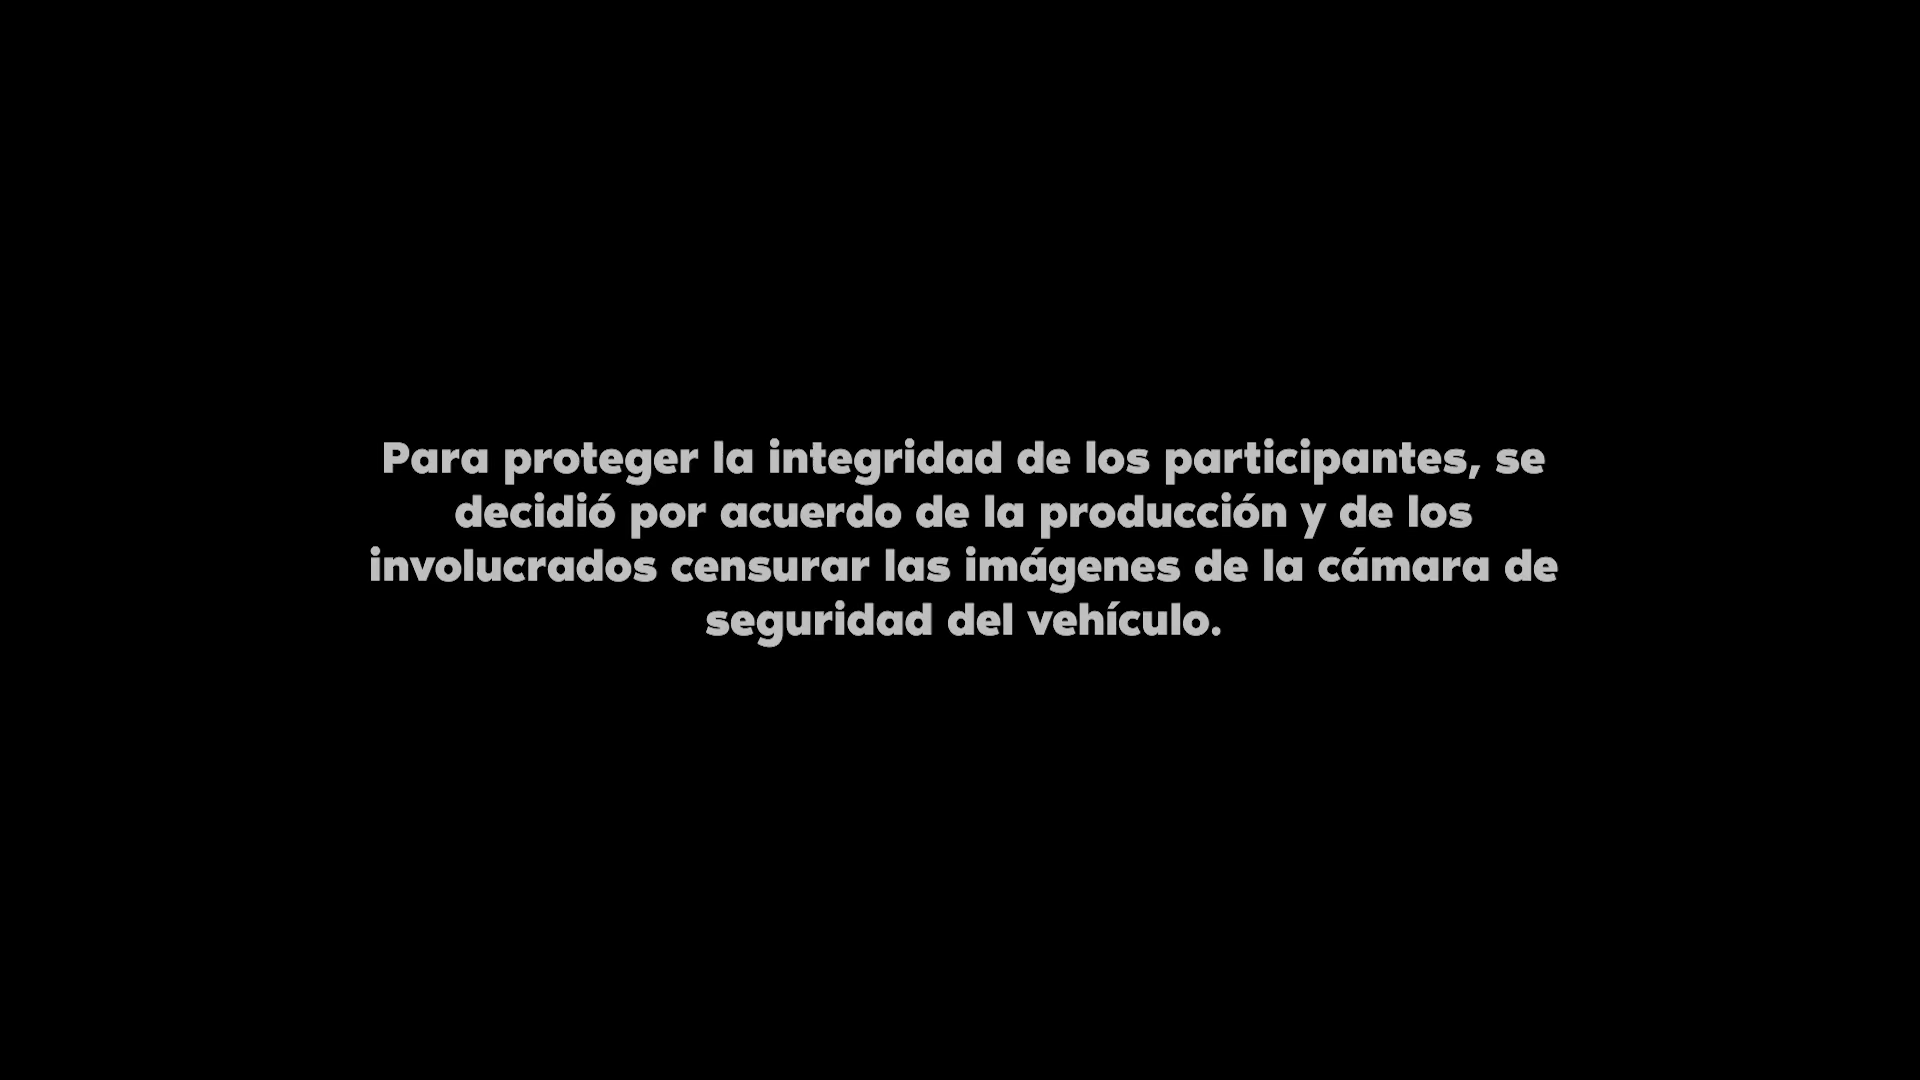 Para proteger la integridad de los participantes, se
decidió por acuerdo de la producción y de los
involucrados censurar las imágenes de la cámara de
seguridad del vehículo.